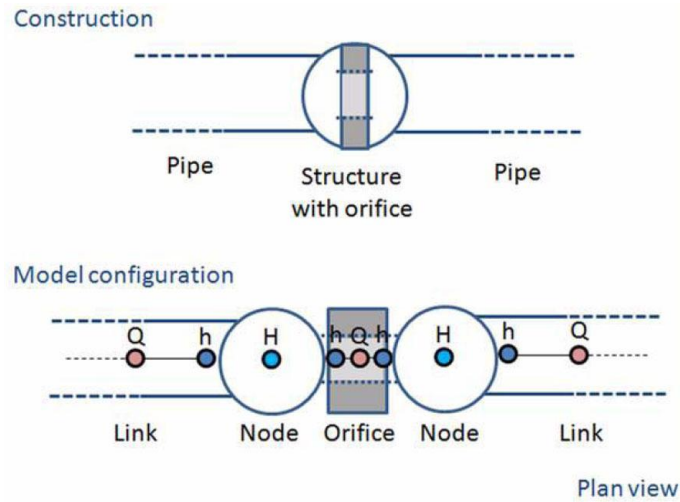 Construction
Pipe
Structure
with orifice
Pipe
Model configuration
Q h H h Q h H h Q
Link Node Orifice Node Link
Plan view